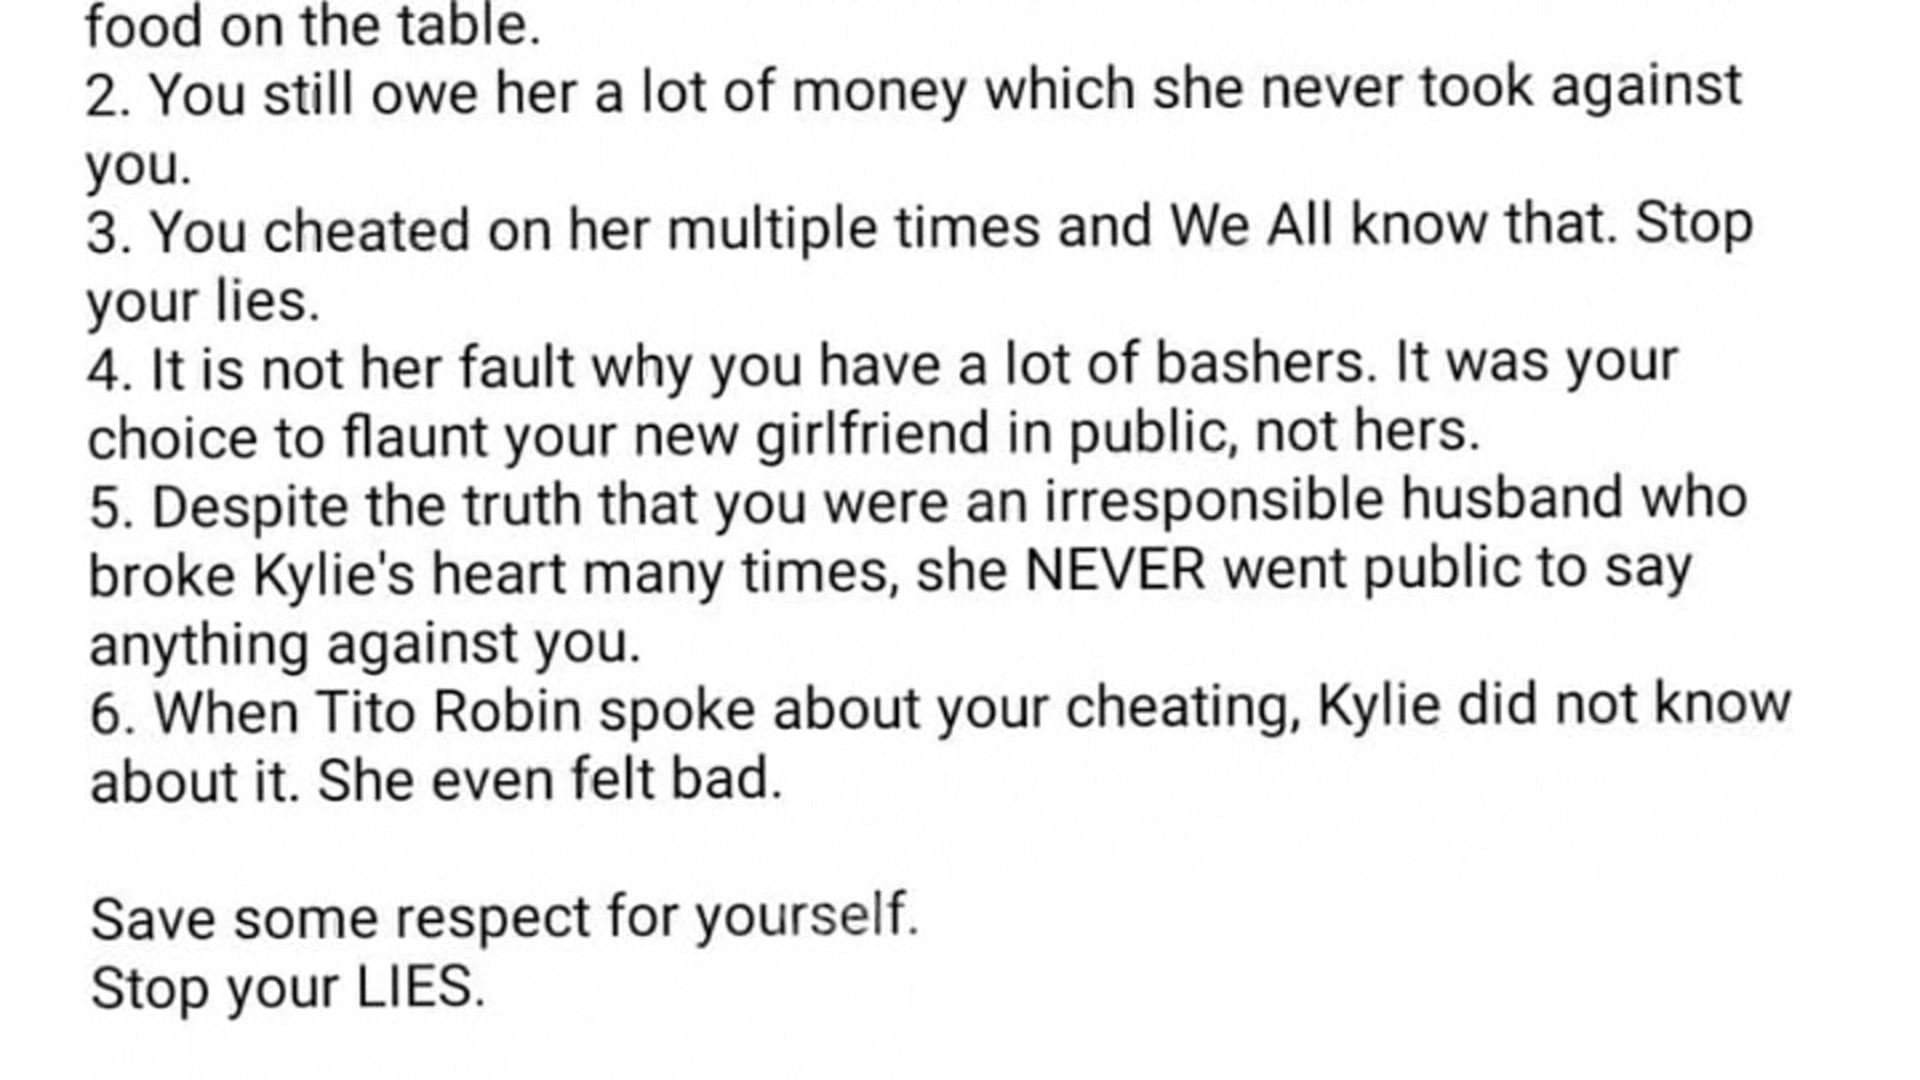 food on the table.
2. You still owe her a lot of money which she never took against
you.
3. You cheated on her multiple times and We All know that. Stop
your lies.
4. It is not her fault why you have a lot of bashers. It was your
choice to flaunt your new girlfriend in public, not hers.
5. Despite the truth that you were an irresponsible husband who
broke Kylie's heart many times, she NEVER went public to say
anything against you.
6. When Tito Robin spoke about your cheating, Kylie did not know
about it. She even felt bad.
Save some respect for yourself.
Stop your LIES.